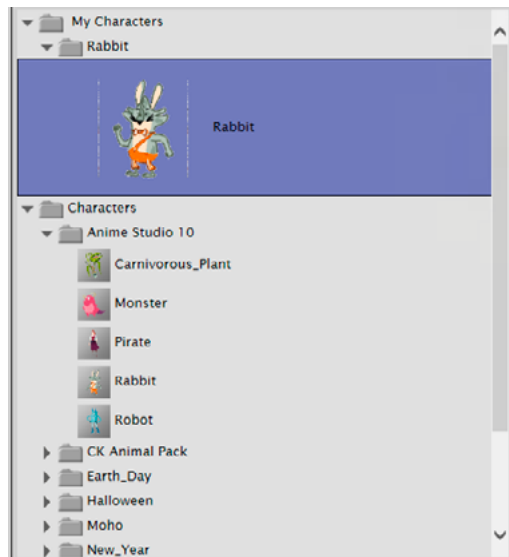 My Characters
Rabbit
Rabbit
Characters
Anime Studio 10
Carnivorous_Plant
Monster
Pirate
Rabbit
Robot
CK Animal Pack
Earth_Day
Halloween
Moho
New_Year